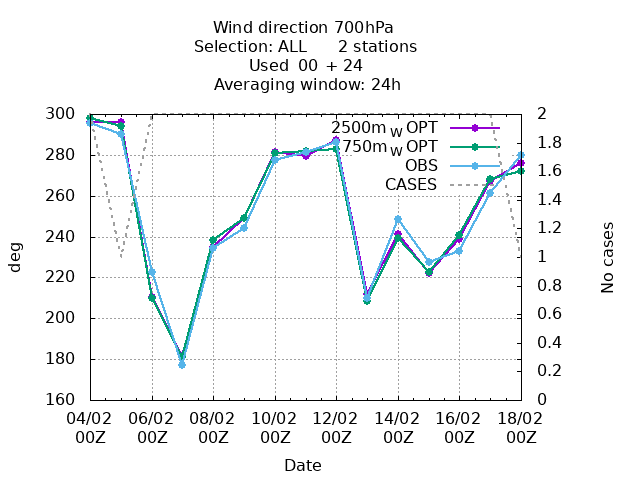 Wind direction 700hPa
Selection: ALL 2 stations
Used 00 + 24
Averaging window: 24h
300
280
260
240
220
200
180
160
deg
2500m W OPT
750m W OPT
OBS
CASES
2
1.8
1.6
1.4
1.2
1
0.8
0.6
0.4
0.2
0
No cases
04/02 06/02 08/02 10/02 12/02 14/02 16/02 18/02
00Z 00Z 00Z 00Z 00Z 00Z 00Z 00Z
Date